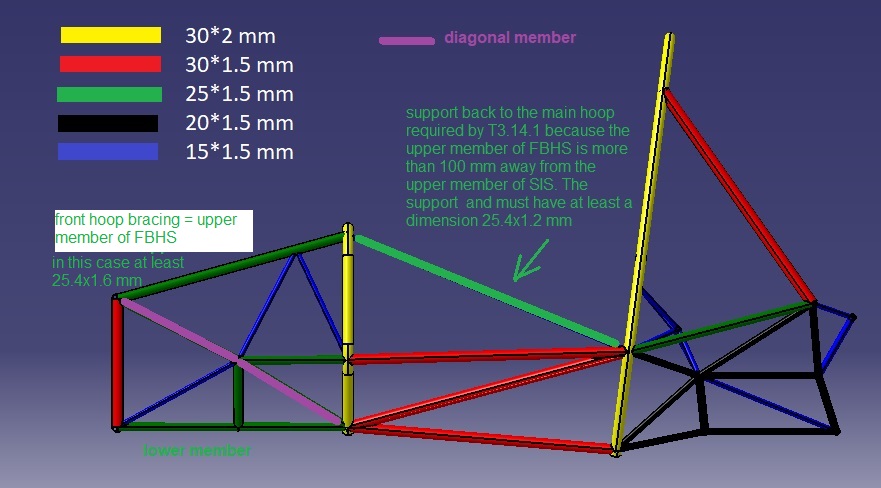 30*2 mm
30*1.5 mm
25*1.5 mm
20*1.5 mm
15*1.5 mm
diagonal member
support back to the main hoop
required by T3.14.1 because the
upper member of FBHS is more
than 100 mm away from the
upper member of SIS. The
support and must have at least a
dimension 25.4x1.2 mm
front hoop bracing = upper
member of FBHS
in this case at least
25.4x1.6 mm
lower member